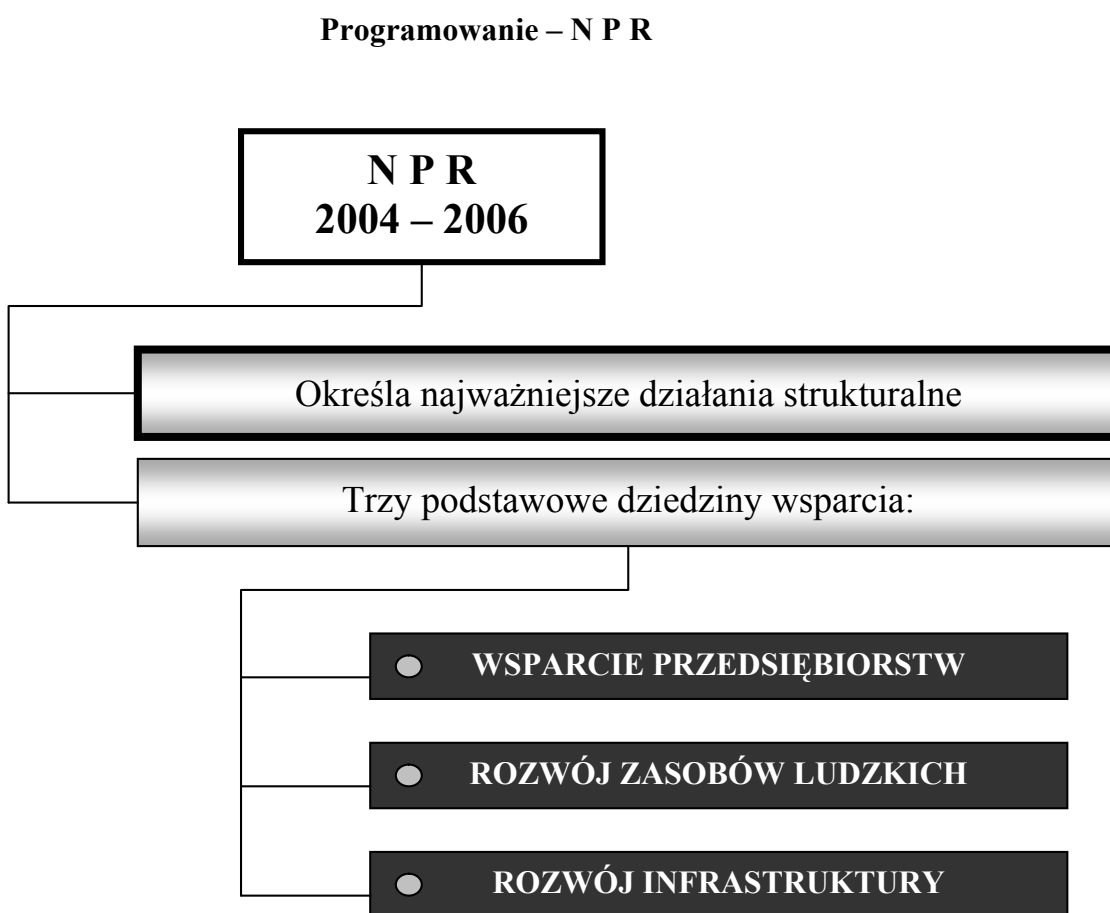 Programowanie – N P R
N P R
2004 – 2006
Określa najważniejsze działania strukturalne
Trzy podstawowe dziedziny wsparcia:
WSPARCIE PRZEDSIĘBIORSTW
ROZWÓJ ZASOBÓW LUDZKICH
ROZWÓJ INFRASTRUKTURY